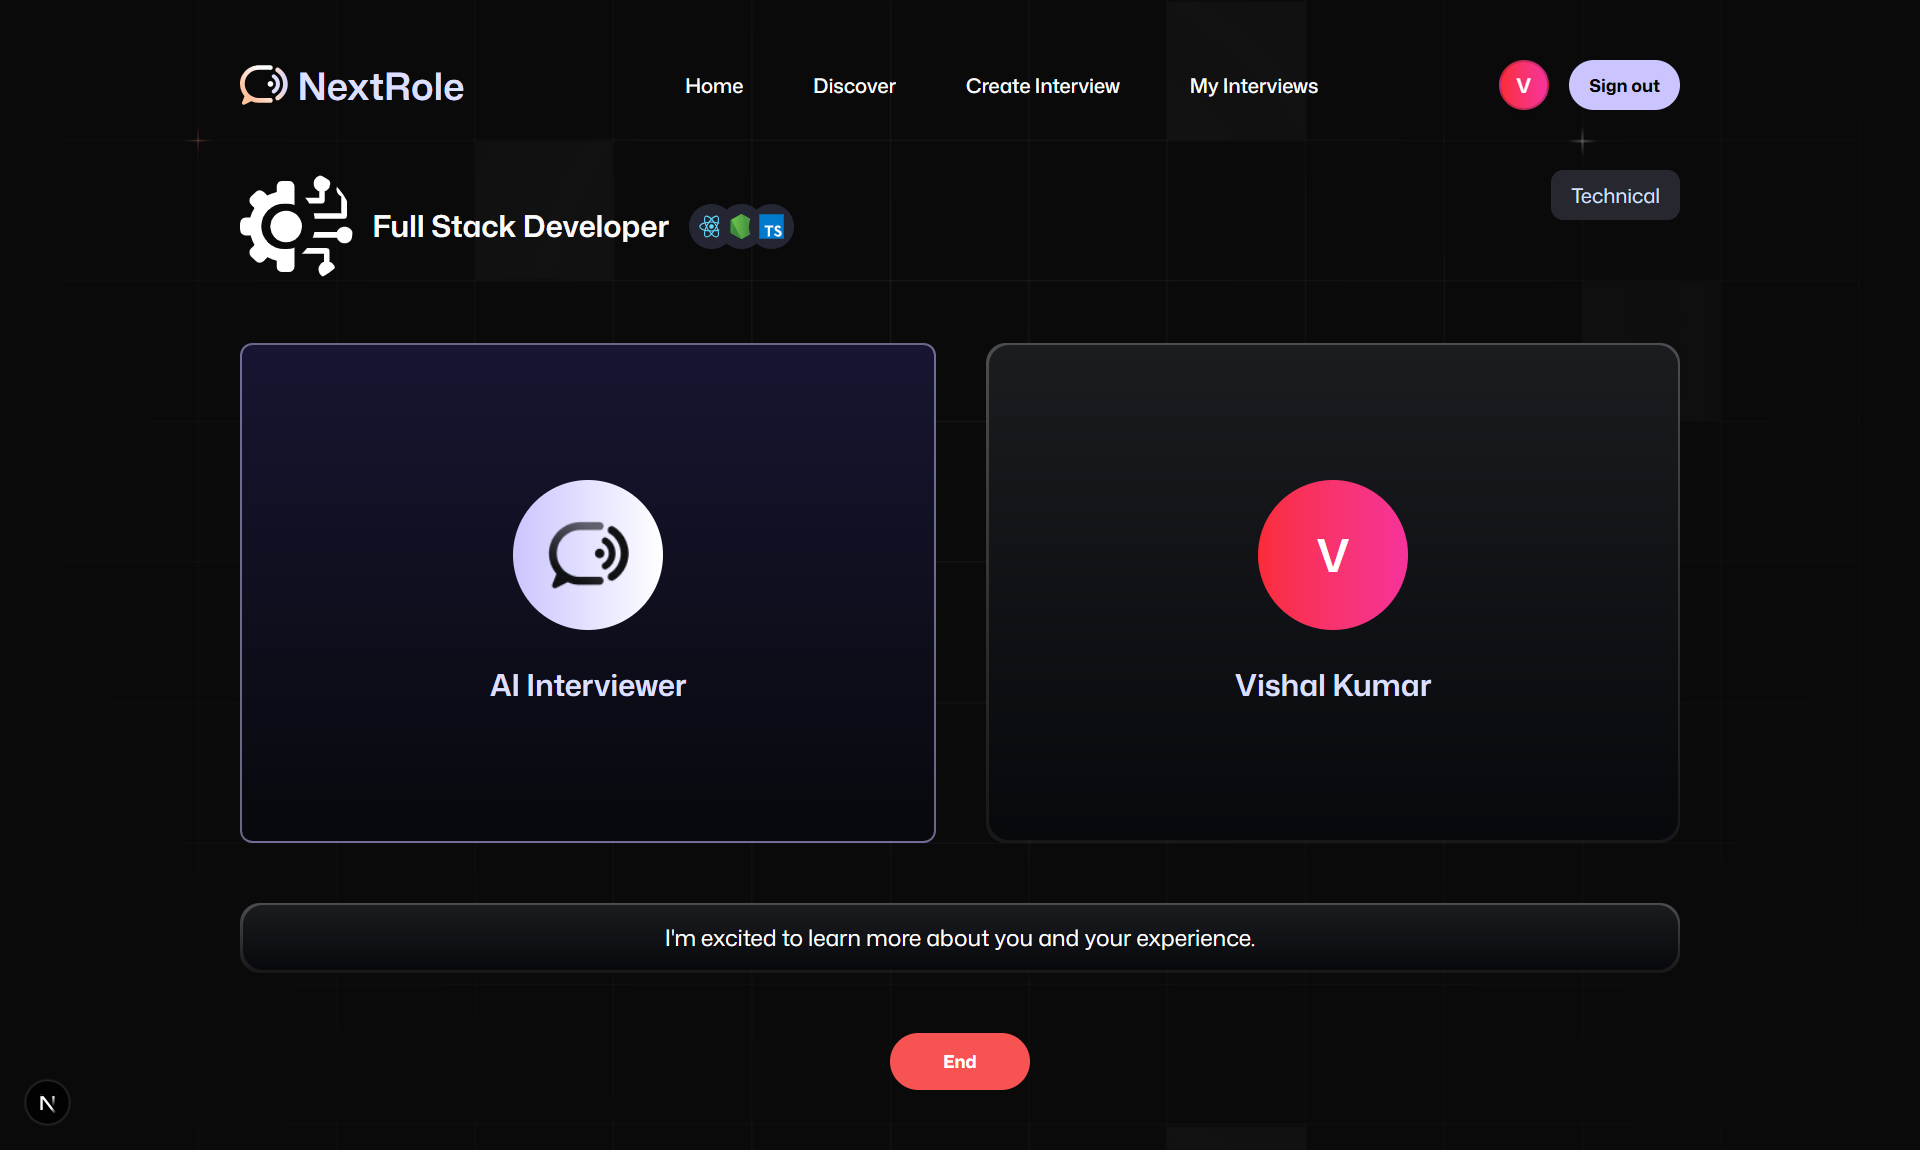 NextRole
Home
Discover
Create Interview
My Interviews
V
Sign out
Full Stack Developer
TS
Technical
AI Interviewer
V
Vishal Kumar
I'm excited to learn more about you and your experience.
End
N